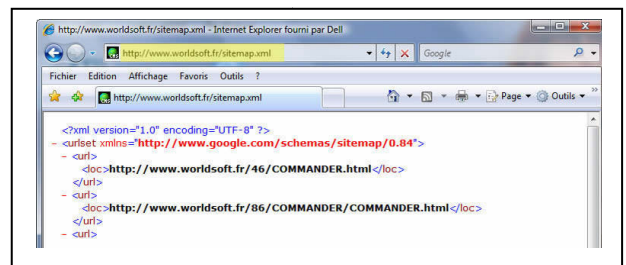 http://www.worldsoft.fr/sitemap.xml - Internet Explorer fourni par Dell
http://www.worldsoft.fr/sitemap.xml Google
Fichier Edition Affichage Favoris Outils ?
http://www.worldsoft.fr/sitemap.xml Page Outils »
<?xml version="1.0" encoding="UTF-8" ?>
- <urlset xmlns="http://www.google.com/schemas/sitemap/0.84">
- <url>
<loc>http://www.worldsoft.fr/46/COMMANDER.html</loc>
</url>
- <url>
<loc>http://www.worldsoft.fr/86/COMMANDER/COMMANDER.html</loc>
</url>
- <url>